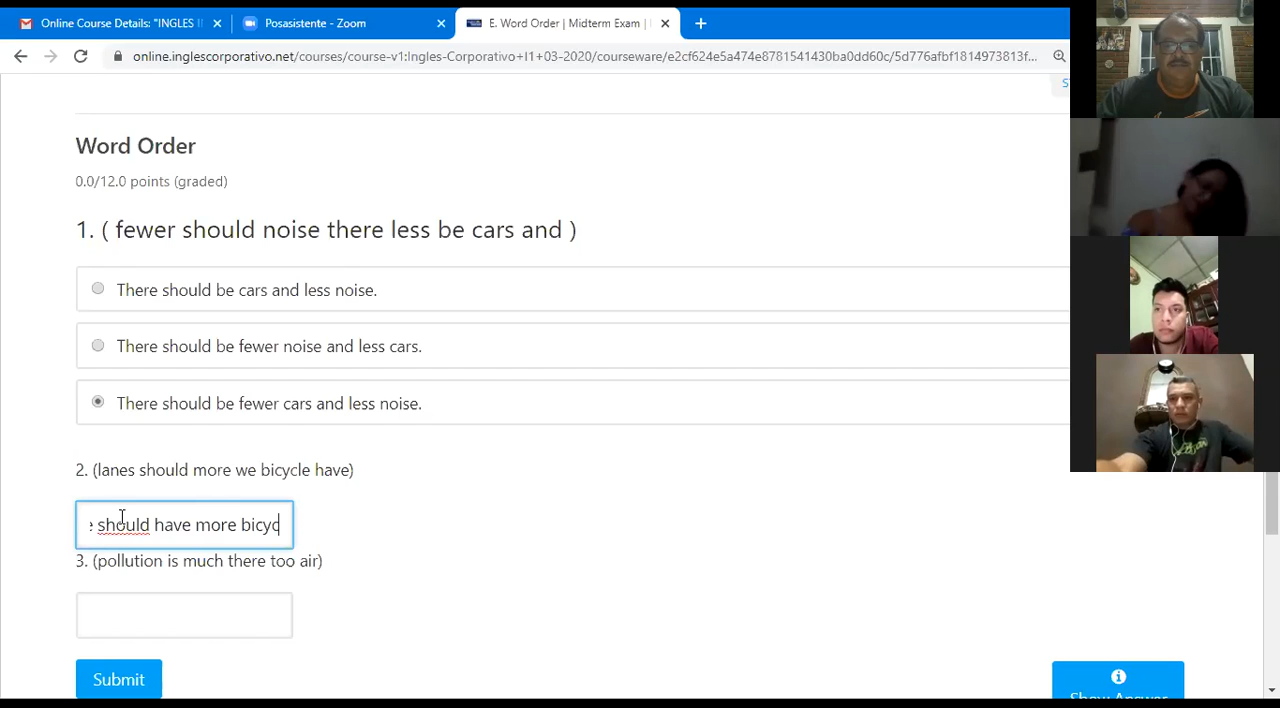 Online Course Details: "INGLES I
Posasistente - Zoom
E. Word Order | Midterm Exam |
online.inglescorporativo.net/courses/course-v1:Ingles-Corporativo+I1+03-2020/courseware/e2cf624e5a474e8781541430ba0dd60c/5d776afbf1814973813f...
Word Order
0.0/12.0 points (graded)
1. ( fewer should noise there less be cars and )
There should be cars and less noise.
There should be fewer noise and less cars.
There should be fewer cars and less noise.
2. (lanes should more we bicycle have)
e should have more bicyc
3. (pollution is much there too air)
Submit
Show Answer